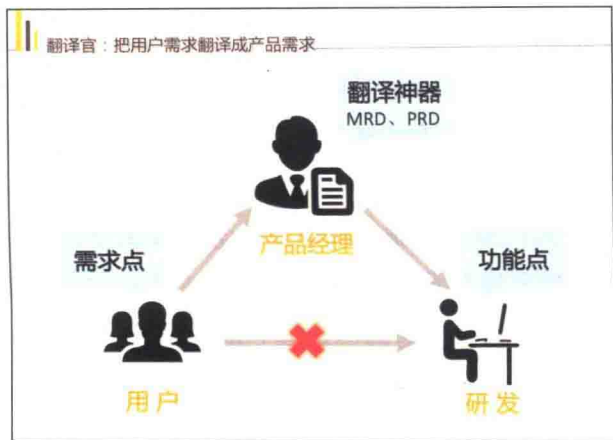 翻译官：把用户需求翻译成产品需求
翻译神器
MRD、PRD
产品经理
需求点
功能点
用户
研发